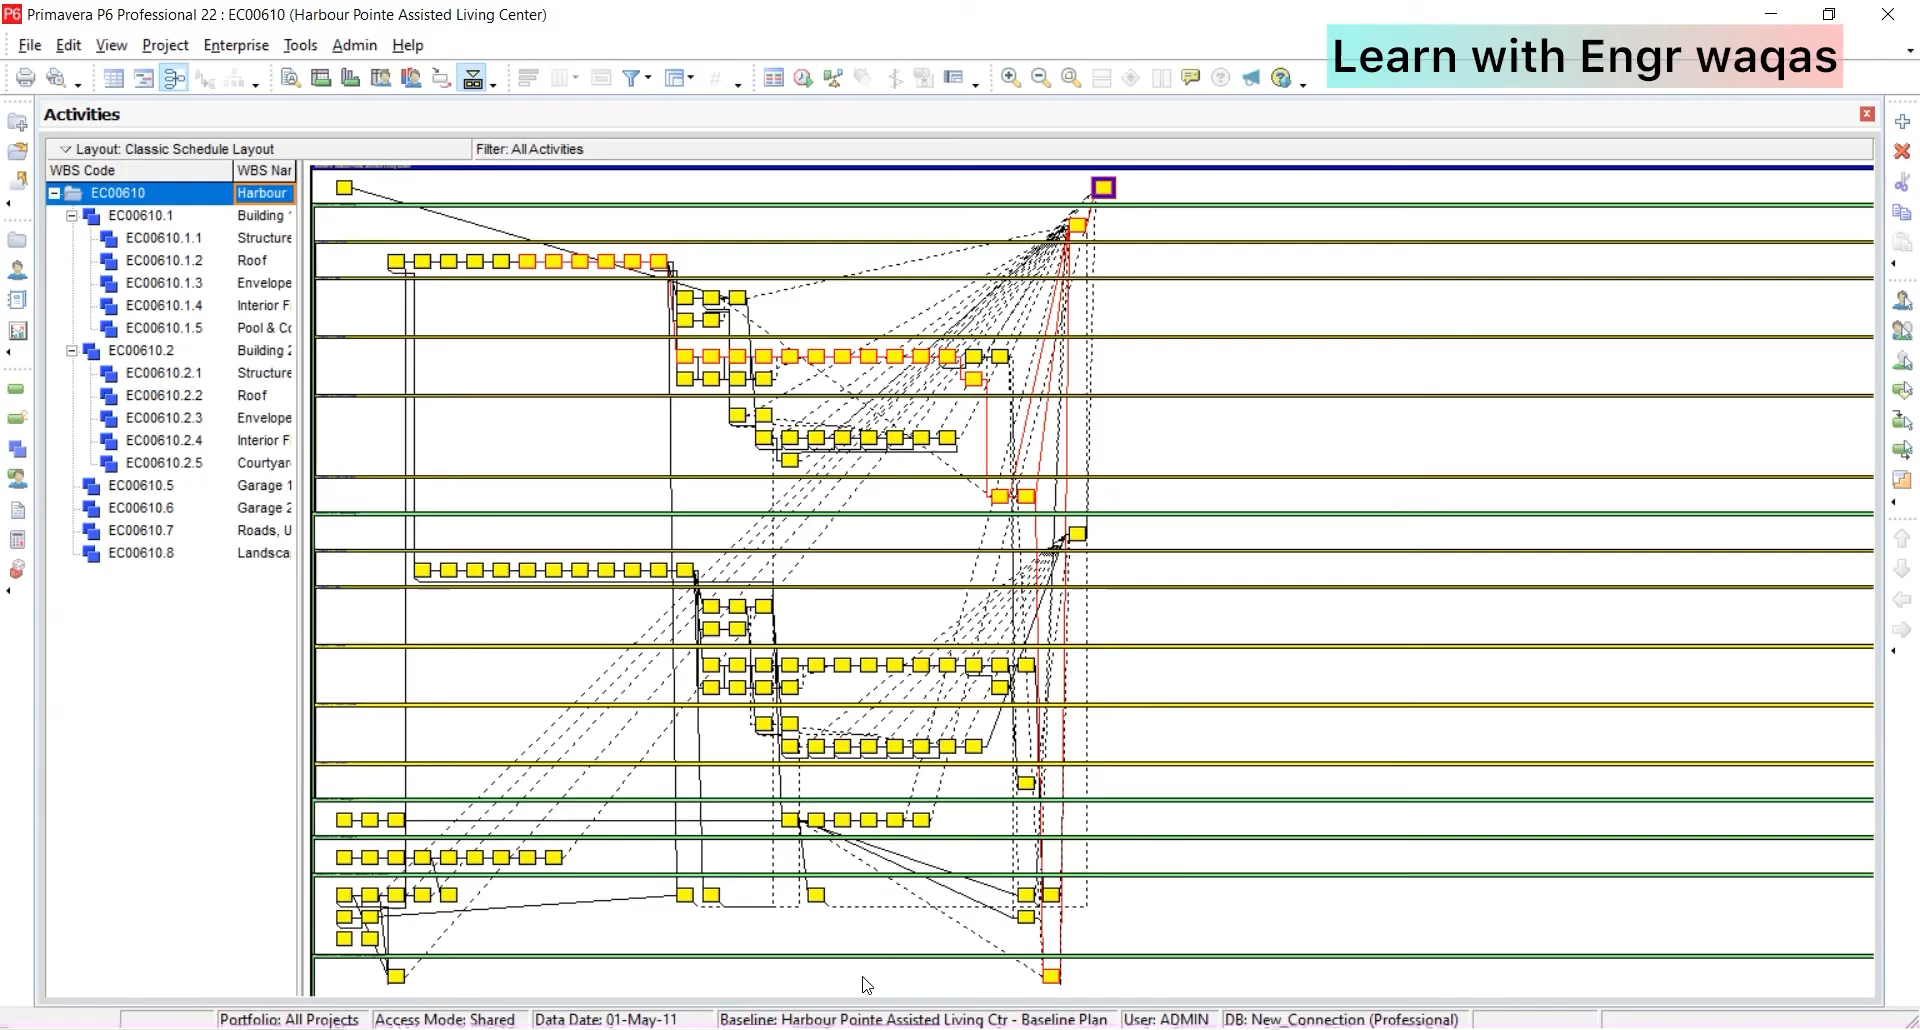 P6 Primavera P6 Professional 22 : EC00610 (Harbour Pointe Assisted Living Center)
File Edit View Project Enterprise Tools Admin Help
Learn with Engr waqas
Activities
Layout: Classic Schedule Layout Filter: All Activities
WBS Code WBS Nar
EC00610 Harbour
EC00610.1 Building
EC00610.1.1 Structure
EC00610.1.2 Roof
EC00610.1.3 Envelope
EC00610.1.4 Interior F
EC00610.1.5 Pool & Cc
EC00610.2 Building 2
EC00610.2.1 Structure
EC00610.2.2 Roof
EC00610.2.3 Envelope
EC00610.2.4 Interior F
EC00610.2.5 Courtyar
EC00610.5 Garage 1
EC00610.6 Garage 2
EC00610.7 Roads, U
EC00610.8 Landsca
Portfolio: All Projects Access Mode: Shared Data Date: 01-May-11 Baseline: Harbour Pointe Assisted Living Ctr - Baseline Plan User: ADMIN DB: New_Connection (Professional)